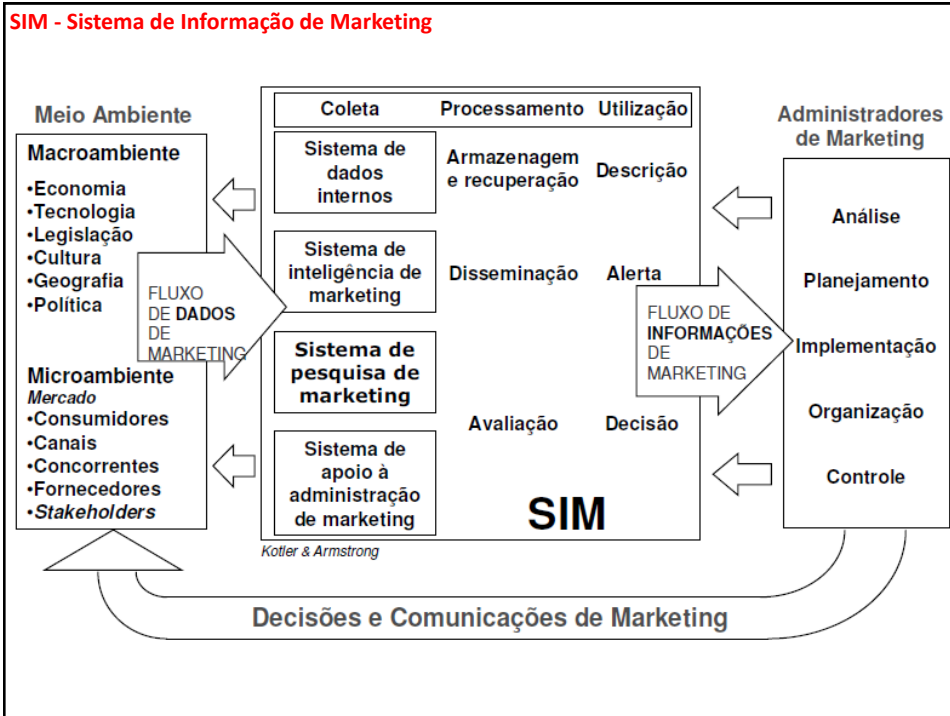 SIM - Sistema de Informação de Marketing
Meio Ambiente
Macroambiente
•Economia
•Tecnologia
•Legislação
•Cultura
•Geografia
•Política
Microambiente
Mercado
•Consumidores
•Canais
•Concorrentes
•Fornecedores
•Stakeholders
FLUXO
DE DADOS
DE
MARKETING
Coleta Processamento Utilização
Sistema de
dados
internos
Armazenagem
e recuperação
Descrição
Sistema de
inteligência de
marketing
Disseminação
Alerta
Sistema de
pesquisa de
marketing
Avaliação
Decisão
Sistema de
apoio à
administração
de marketing
SIM
Kotler & Armstrong
FLUXO DE
INFORMAÇÕES
DE
MARKETING
Administradores
de Marketing
Análise
Planejamento
Implementação
Organização
Controle
Decisões e Comunicações de Marketing